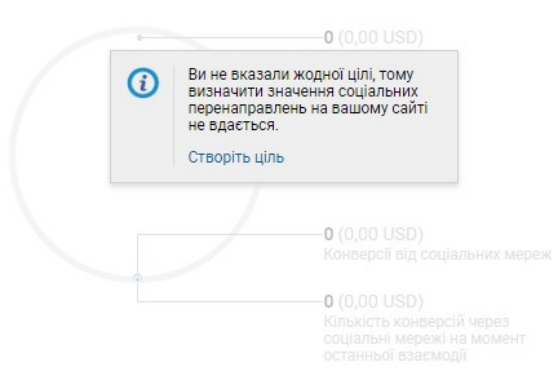 0 (0,00 USD)
Ви не вказали жодної цілі, тому
визначити значення соціальних
перенаправлень на вашому сайті
не вдається.
Створіть ціль
0 (0,00 USD)
Конверсії від соціальних мереж
0 (0,00 USD)
Кількість конверсій через
соціальні мережі на момент
останньої взаємодії